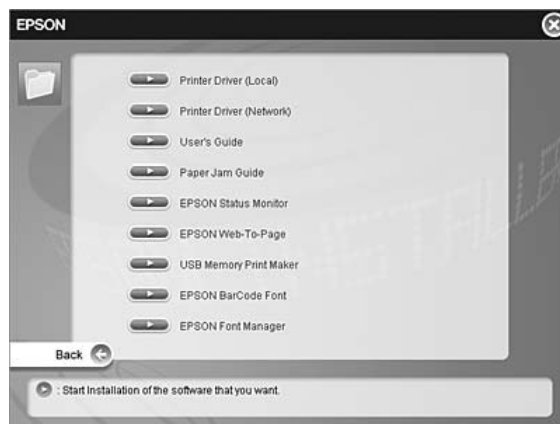 EPSON
Printer Driver (Local)
Printer Driver (Network)
User's Guide
Paper Jam Guide
EPSON Status Monitor
EPSON Web-To-Page
USB Memory Print Maker
EPSON BarCode Font
EPSON Font Manager
Back
: Start Installation of the software that you want.